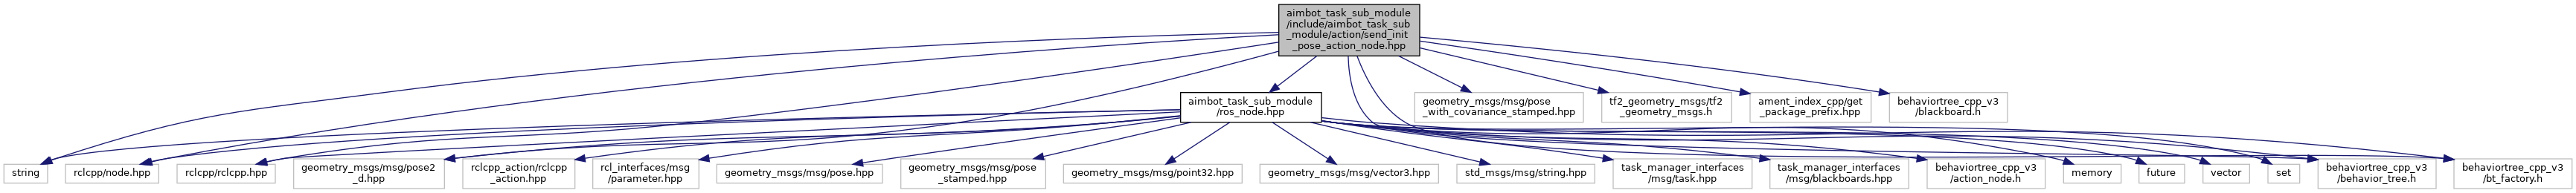 aimbot_task_sub_module
/include/aimbot_task_sub
_module/action/send_init
_pose_action_node.hpp
aimbot_task_sub_module
/ros_node.hpp
geometry_msgs/msg/pose
_with_covariance_stamped.hpp
tf2_geometry_msgs/tf2
_geometry_msgs.h
ament_index_cpp/get
_package_prefix.hpp
behaviortree_cpp_v3
/blackboard.h
string
rclcpp/node.hpp
rclcpp/rclcpp.hpp
geometry_msgs/msg/pose2
_d.hpp
rclcpp_action/rclcpp
_action.hpp
rcl_interfaces/msg
/parameter.hpp
geometry_msgs/msg/pose.hpp
geometry_msgs/msg/pose
_stamped.hpp
geometry_msgs/msg/point32.hpp
geometry_msgs/msg/vector3.hpp
std_msgs/msg/string.hpp
task_manager_interfaces
/msg/task.hpp
task_manager_interfaces
/msg/blackboards.hpp
behaviortree_cpp_v3
/action_node.h
memory
future
vector
set
behaviortree_cpp_v3
/behavior_tree.h
behaviortree_cpp_v3
/bt_factory.h